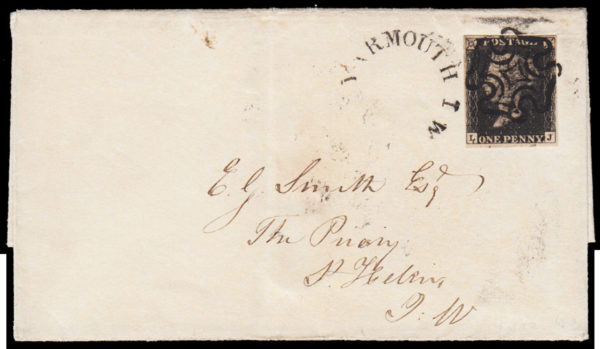 YARMOUTH I.W
POSTAGE
L J
ONE PENNY
E. G. Smith Esq
The Priory
St Helens
I. W